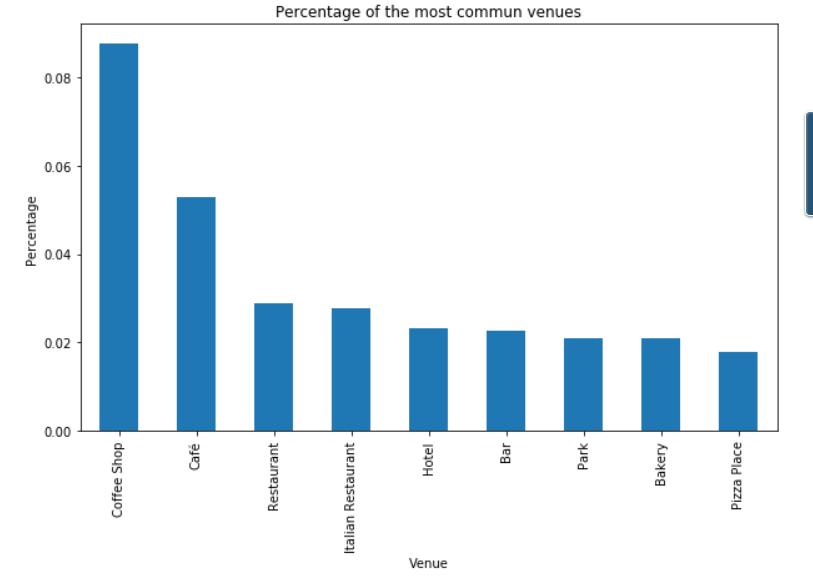 Percentage of the most commun venues
Percentage
0.08
0.06
0.04
0.02
0.00
Coffee Shop
Café
Restaurant
Italian Restaurant
Hotel
Bar
Park
Bakery
Pizza Place
Venue